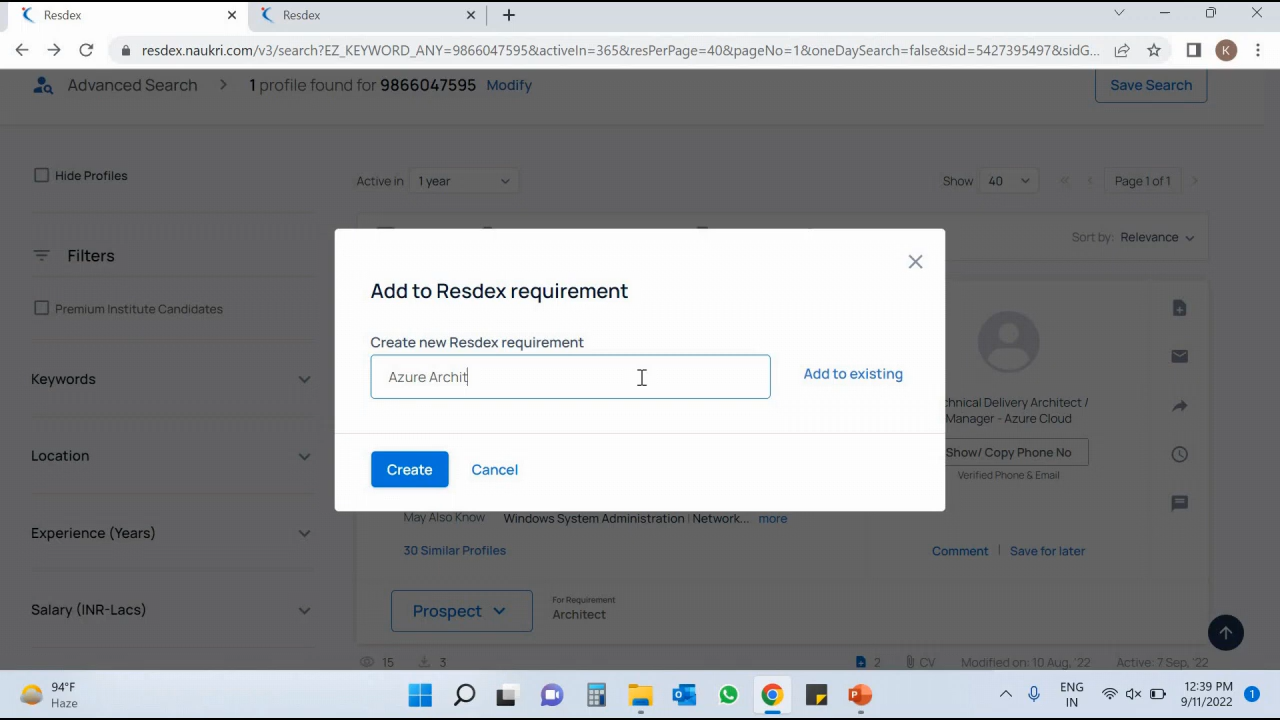 Resdex
Resdex
resdex.naukri.com/v3/search?EZ_KEYWORD_ANY=9866047595&activeIn=365&resPerPage=40&pageNo=1&oneDaySearch=false&sid=5427395497&sidG...
K
Advanced Search > 1 profile found for 9866047595 Modify
Save Search
Hide Profiles
Active in 1 year
Show 40
Page 1 of 1
Filters
Sort by: Relevance
Premium Institute Candidates
Keywords
Location
Experience (Years)
Salary (INR-Lacs)
Add to Resdex requirement
Create new Resdex requirement
Azure Archit
Add to existing
Create
Cancel
chnical Delivery Architect /
Manager - Azure Cloud
Show/ Copy Phone No
Verified Phone & Email
May Also Know Windows System Administration | Network... more
30 Similar Profiles
Comment | Save for later
Prospect
For Requirement
Architect
15 3
2 CV Modified on: 10 Aug, '22 Active: 7 Sep, '22
94°F
Haze
ENG
IN
12:39 PM
9/11/2022
1